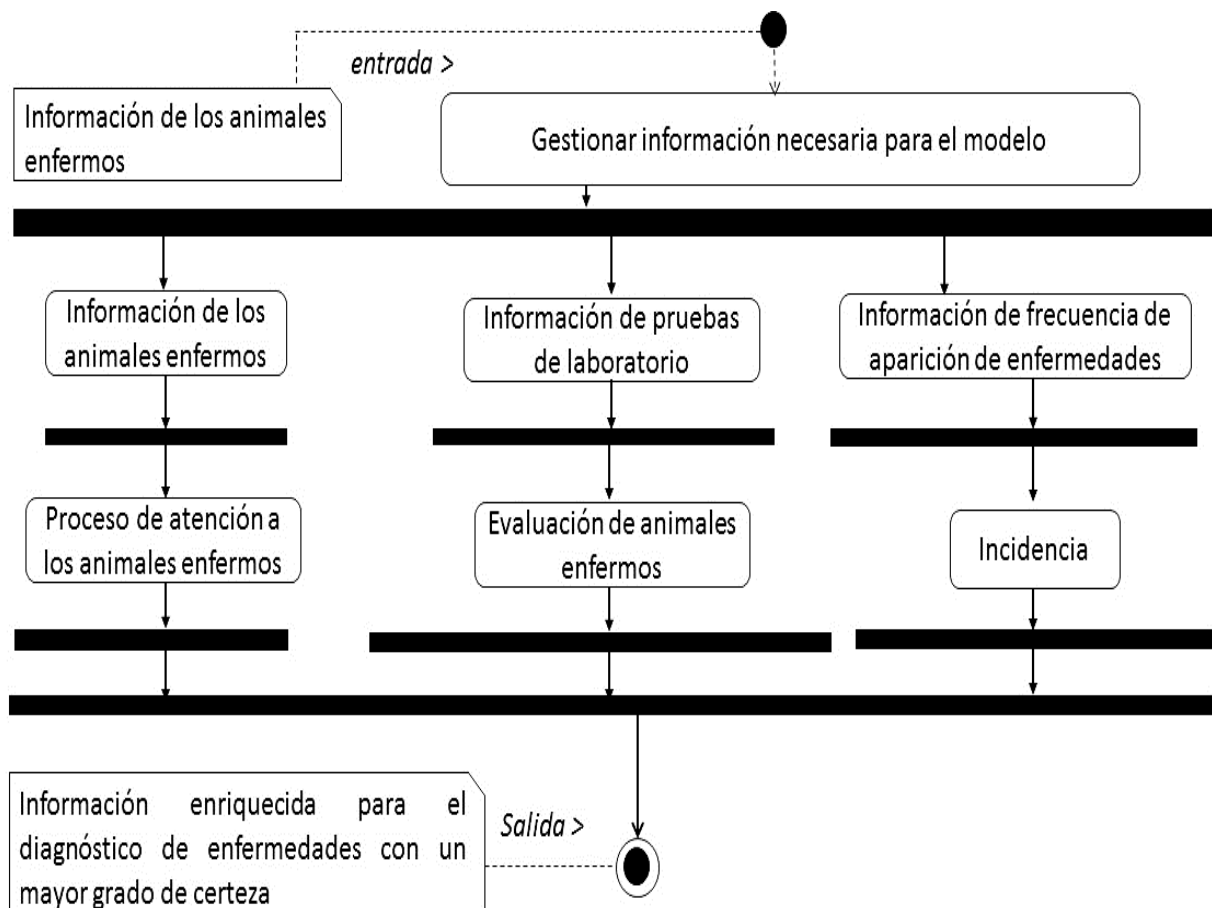 entrada >
Información de los animales
enfermos
Gestionar información necesaria para el modelo
Información de los
animales enfermos
Información de pruebas
de laboratorio
Información de frecuencia de
aparición de enfermedades
Proceso de atención a
los animales enfermos
Evaluación de animales
enfermos
Incidencia
Información enriquecida para el
diagnóstico de enfermedades con un
mayor grado de certeza
Salida >